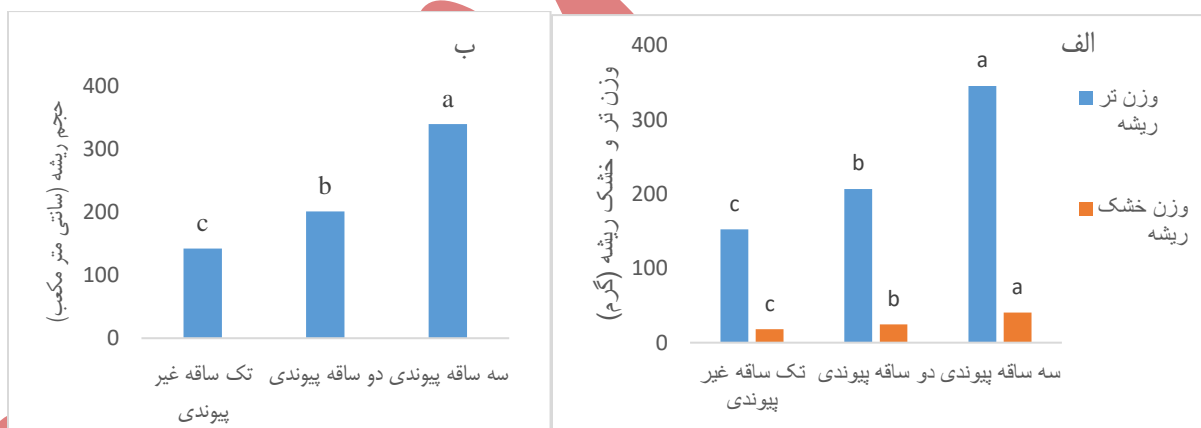 الف
وزن تر و خشک ریشه (گرم)
400
300
200
100
0
a
b
c
a
b
c
وزن تر
ریشه
وزن خشک
ریشه
سه ساقه پیوندی دو ساقه پیوندی تک ساقه غیر
پیوندی
ب
حجم ریشه (سانتی متر مکعب)
400
300
200
100
0
a
b
c
سه ساقه پیوندی دو ساقه پیوندی تک ساقه غیر
پیوندی